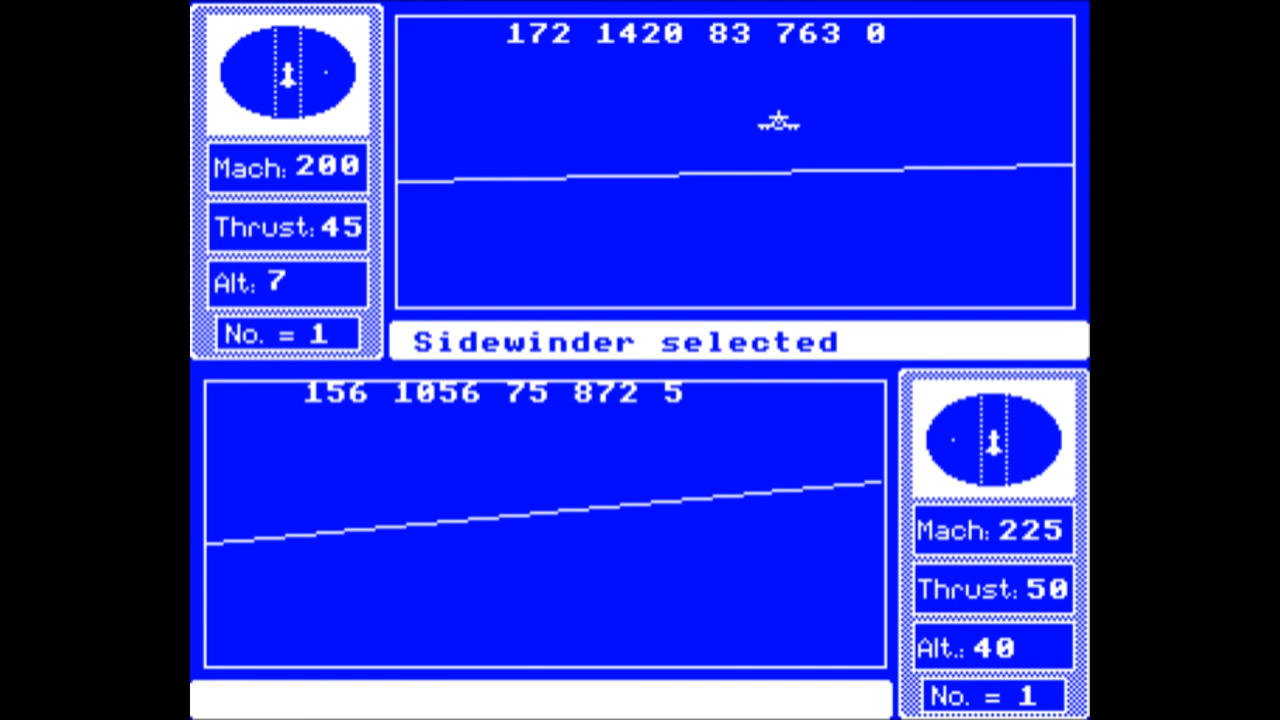 172 1420 83 763 0
Mach: 200
Thrust: 45
Alt: 7
No. = 1
Sidewinder selected
156 1056 75 872 5
Mach: 225
Thrust: 50
Alt.: 40
No. = 1